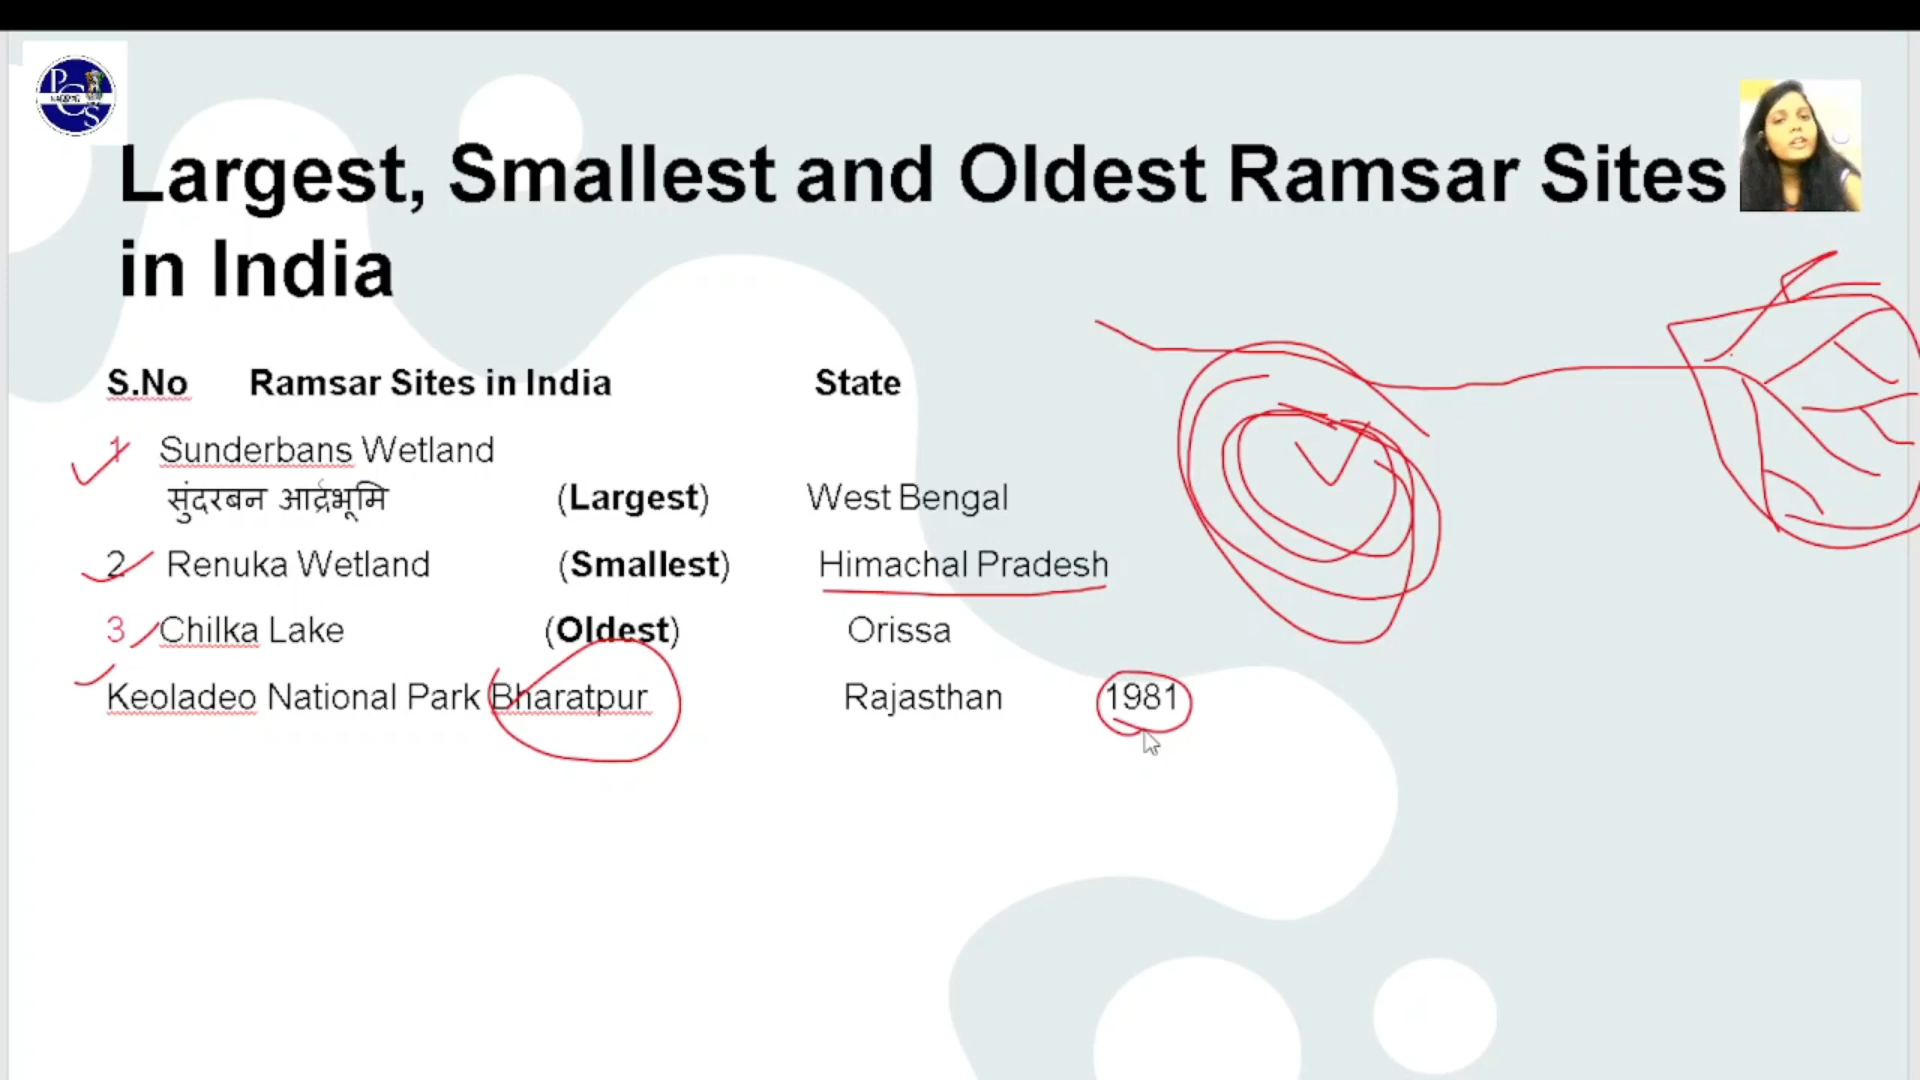 PCS
Largest, Smallest and Oldest Ramsar Sites
in India
S.No Ramsar Sites in India State
1 Sunderbans Wetland
सुंदरबन आर्द्रभूमि (Largest) West Bengal
2 Renuka Wetland (Smallest) Himachal Pradesh
3 Chilka Lake (Oldest) Orissa
Keoladeo National Park Bharatpur Rajasthan 1981